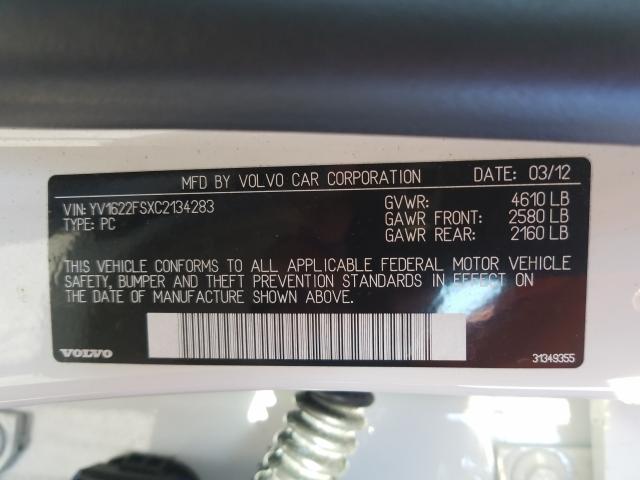 MFD BY VOLVO CAR CORPORATION DATE: 03/12
VIN: YV1622FSXC2134283 GVWR: 4610 LB
TYPE: PC GAWR FRONT: 2580 LB
GAWR REAR: 2160 LB
THIS VEHICLE CONFORMS TO ALL APPLICABLE FEDERAL MOTOR VEHICLE
SAFETY, BUMPER AND THEFT PREVENTION STANDARDS IN EFFECT ON
THE DATE OF MANUFACTURE SHOWN ABOVE.
VOLVO 31349355